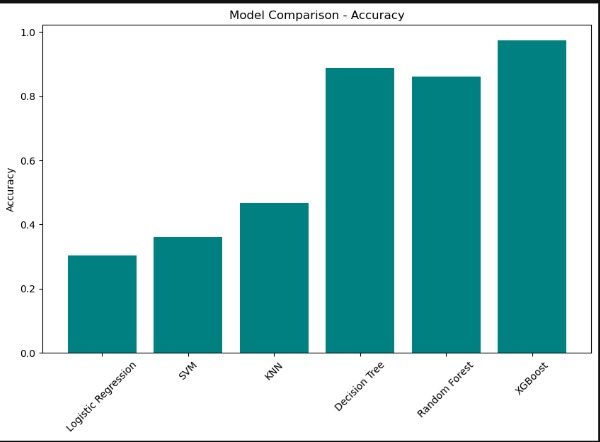 Model Comparison - Accuracy
1.0
0.8
0.6
0.4
0.2
0.0
Accuracy
Logistic Regression
SVM
KNN
Decision Tree
Random Forest
XGBoost